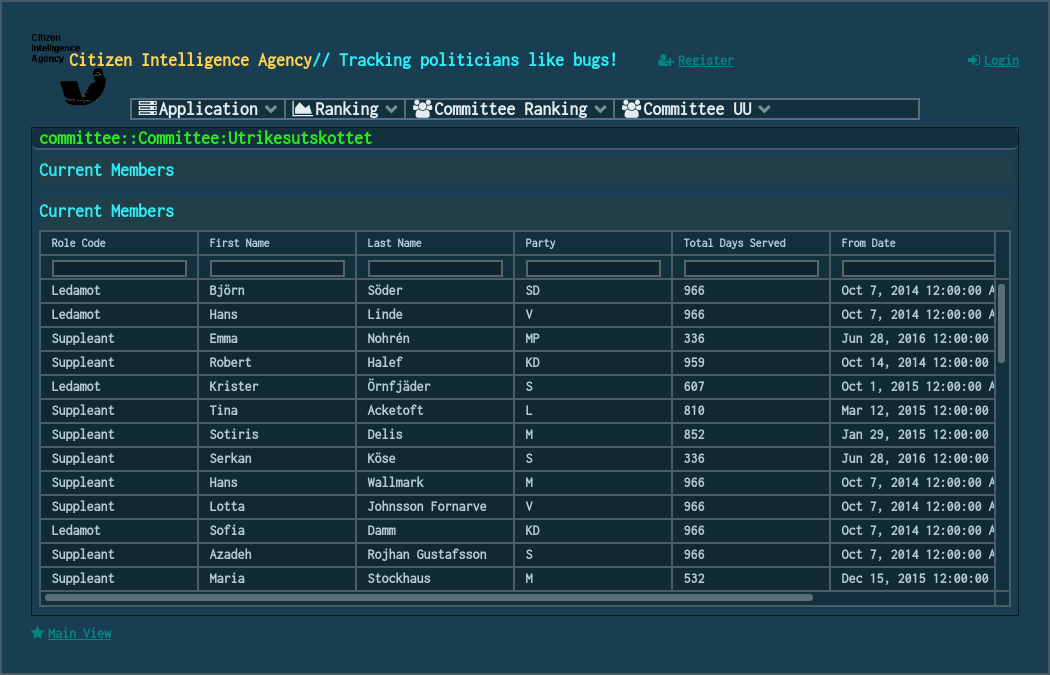 Citizen
Intelligence
Agency
Citizen Intelligence Agency// Tracking politicians like bugs!
Register
Login
Application Ranking Committee Ranking Committee UU
committee::Committee:Utrikesutskottet
Current Members
Current Members
Role Code First Name Last Name Party Total Days Served From Date
Ledamot Björn Söder SD 966 Oct 7, 2014 12:00:00 A
Ledamot Hans Linde V 966 Oct 7, 2014 12:00:00 A
Suppleant Emma Nohrén MP 336 Jun 28, 2016 12:00:00
Suppleant Robert Halef KD 959 Oct 14, 2014 12:00:00
Ledamot Krister Örnfjäder S 607 Oct 1, 2015 12:00:00 A
Suppleant Tina Acketoft L 810 Mar 12, 2015 12:00:00
Suppleant Sotiris Delis M 852 Jan 29, 2015 12:00:00
Suppleant Serkan Köse S 336 Jun 28, 2016 12:00:00
Suppleant Hans Wallmark M 966 Oct 7, 2014 12:00:00 A
Suppleant Lotta Johnsson Fornarve V 966 Oct 7, 2014 12:00:00 A
Ledamot Sofia Damm KD 966 Oct 7, 2014 12:00:00 A
Suppleant Azadeh Rojhan Gustafsson S 966 Oct 7, 2014 12:00:00 A
Suppleant Maria Stockhaus M 532 Dec 15, 2015 12:00:00
Main View